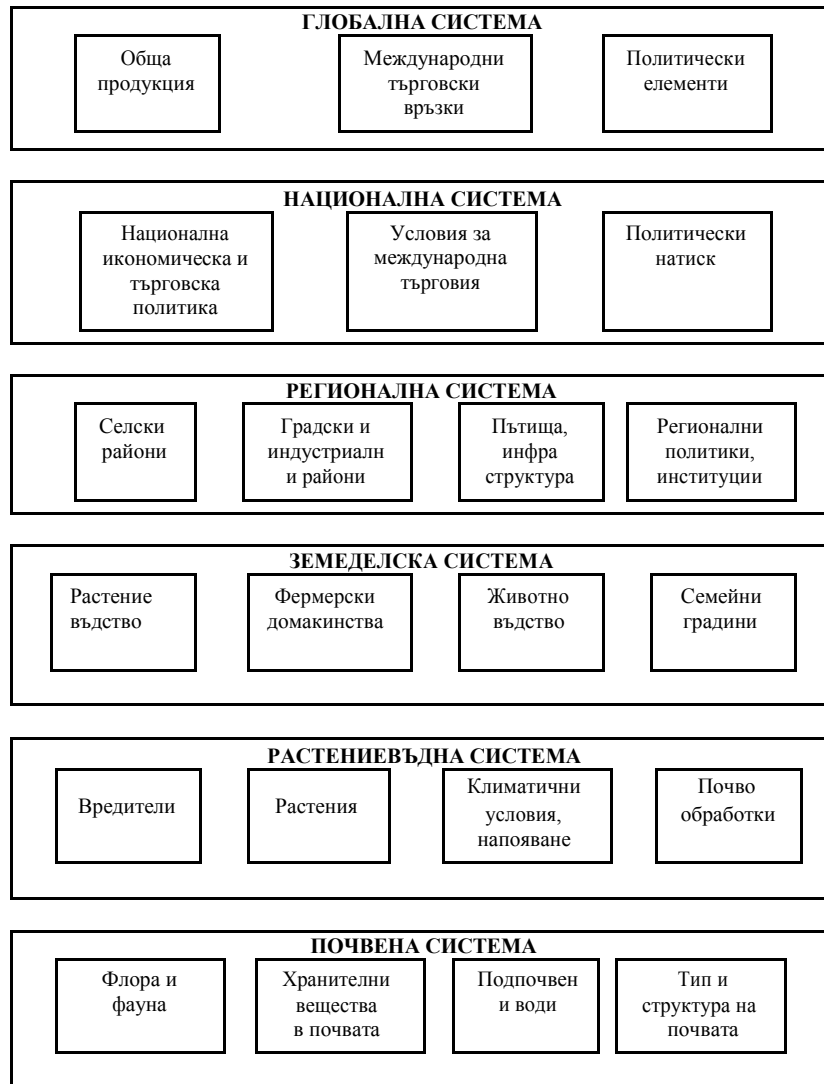 ГЛОБАЛНА СИСТЕМА
Обща
продукция
Международни
търговски
връзки
Политически
елементи
НАЦИОНАЛНА СИСТЕМА
Национална
икономическа и
търговска
политика
Условия за
международна
търговия
Политически
натиск
РЕГИОНАЛНА СИСТЕМА
Селски
райони
Градски и
индустриалн
и райони
Пътища,
инфра
структура
Регионални
политики,
институции
ЗЕМЕДЕЛСКА СИСТЕМА
Растение
въдство
Фермерски
домакинства
Животно
въдство
Семейни
градини
РАСТЕНИЕВЪДНА СИСТЕМА
Вредители
Растения
Климатични
условия,
напояване
Почво
обработки
ПОЧВЕНА СИСТЕМА
Флора и
фауна
Хранителни
вещества
в почвата
Подпочвен
и води
Тип и
структура на
почвата